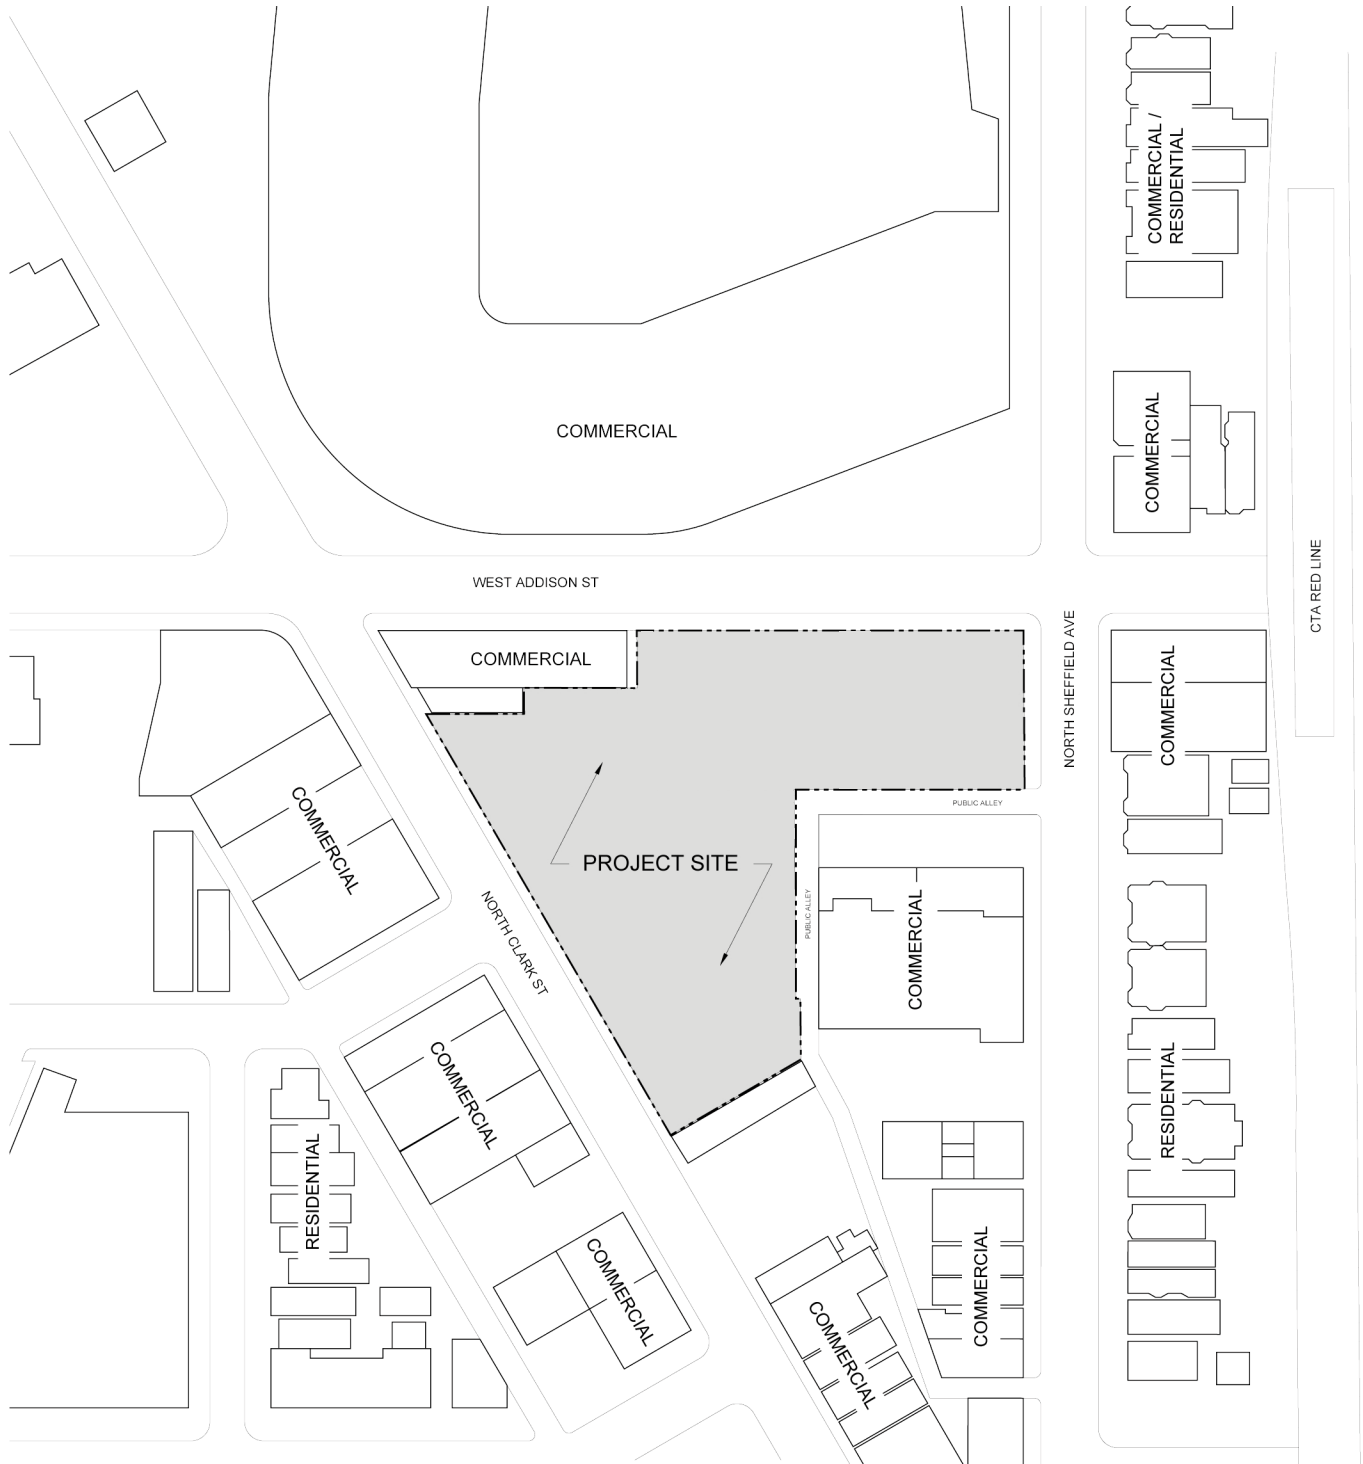 COMMERCIAL /
RESIDENTIAL
COMMERCIAL
COMMERCIAL
CTA RED LINE
WEST ADDISON ST
NORTH SHEFFIELD AVE
COMMERCIAL
COMMERCIAL
COMMERCIAL
PUBLIC ALLEY
PROJECT SITE
PUBLIC ALLEY
NORTH CLARK ST
COMMERCIAL
COMMERCIAL
RESIDENTIAL
RESIDENTIAL
COMMERCIAL
COMMERCIAL
COMMERCIAL